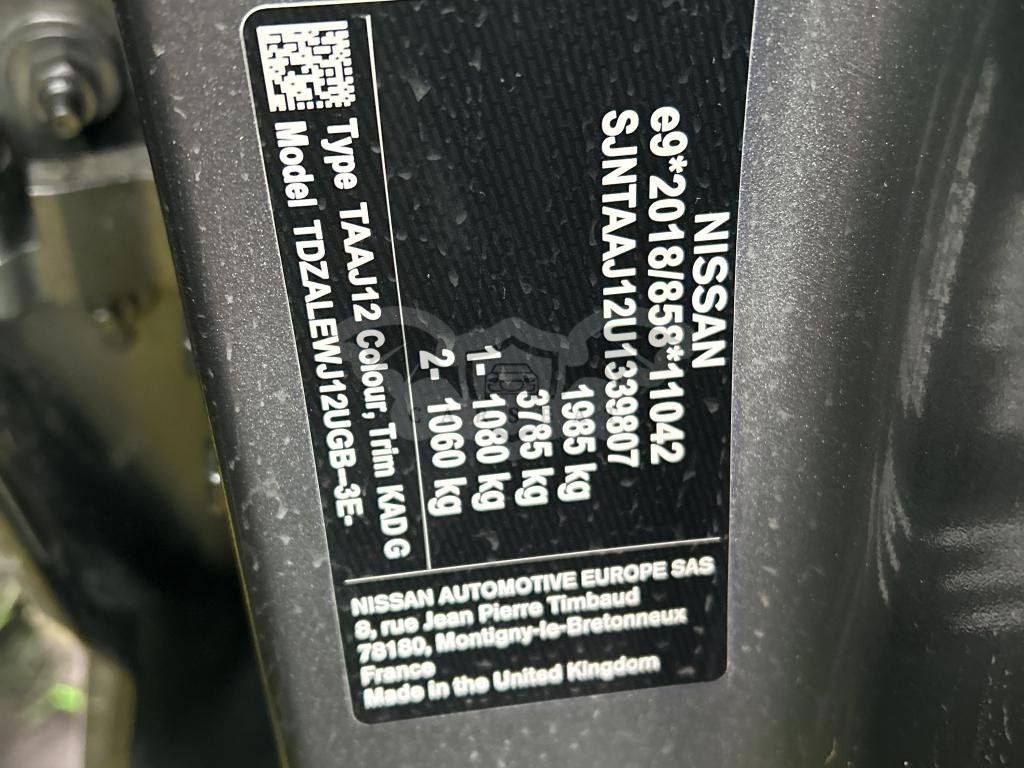 NISSAN
e9*2018/858*11042
SJNTAAJ12U1339807
1985 kg
3785 kg
1- 1080 kg
2- 1060 kg
Type TAAJ12 Colour, Trim KAD G
Model TDZALEWJ12UGB-3E-
NISSAN AUTOMOTIVE EUROPE SAS
8, rue Jean Pierre Timbaud
78180, Montigny-le-Bretonneux
France
Made in the United Kingdom